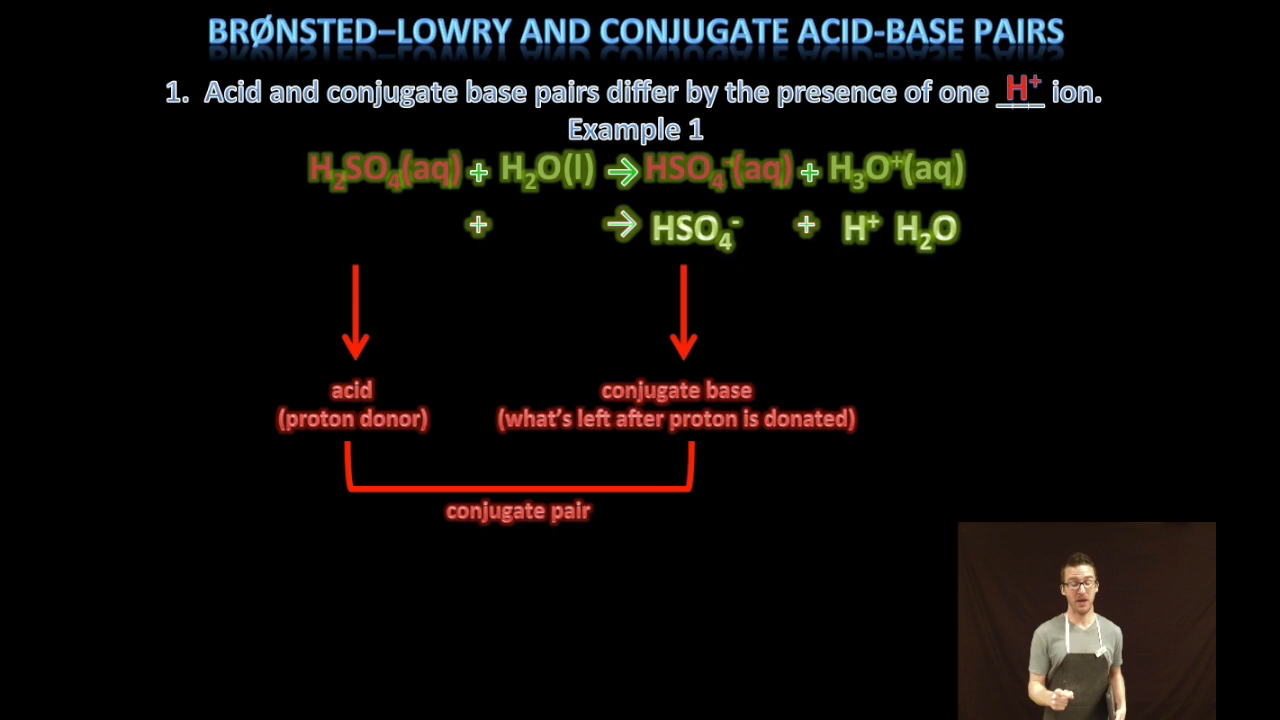 BRØNSTED–LOWRY AND CONJUGATE ACID-BASE PAIRS
1. Acid and conjugate base pairs differ by the presence of one H⁺ ion.
Example 1
H₂SO₄(aq) + H₂O(l) → HSO₄⁻(aq) + H₃O⁺(aq)
+ → HSO₄⁻ + H⁺ H₂O
acid
(proton donor)
conjugate base
(what's left after proton is donated)
conjugate pair